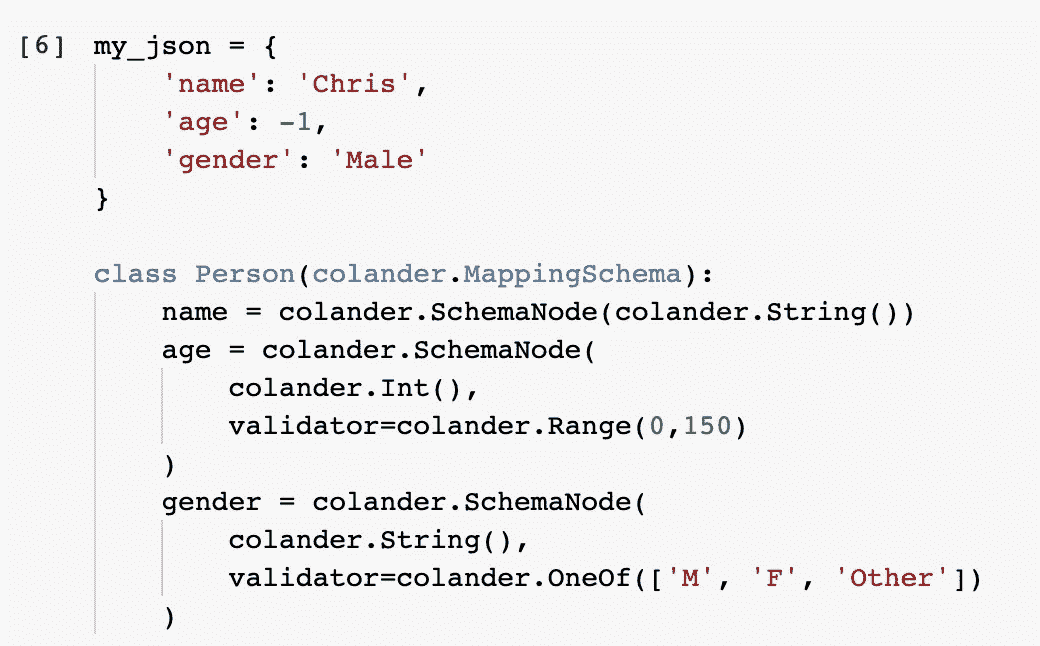 [6] my_json = {
    'name': 'Chris',
    'age': -1,
    'gender': 'Male'
}
class Person(colander.MappingSchema):
    name = colander.SchemaNode(colander.String())
    age = colander.SchemaNode(
        colander.Int(),
        validator=colander.Range(0,150)
    )
    gender = colander.SchemaNode(
        colander.String(),
        validator=colander.OneOf(['M', 'F', 'Other'])
    )